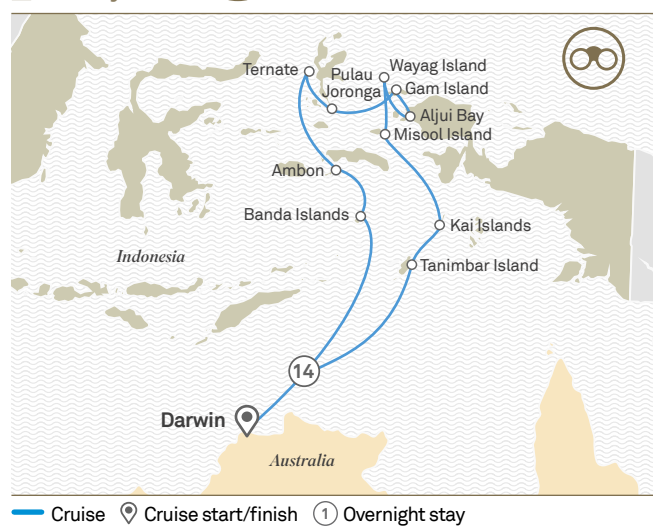 Ternate
Pulau
Joronga
Wayag Island
Gam Island
Aljui Bay
Misool Island
Ambon
Banda Islands
Kai Islands
Indonesia
Tanimbar Island
14
Darwin
Australia
Cruise Cruise start/finish 1 Overnight stay